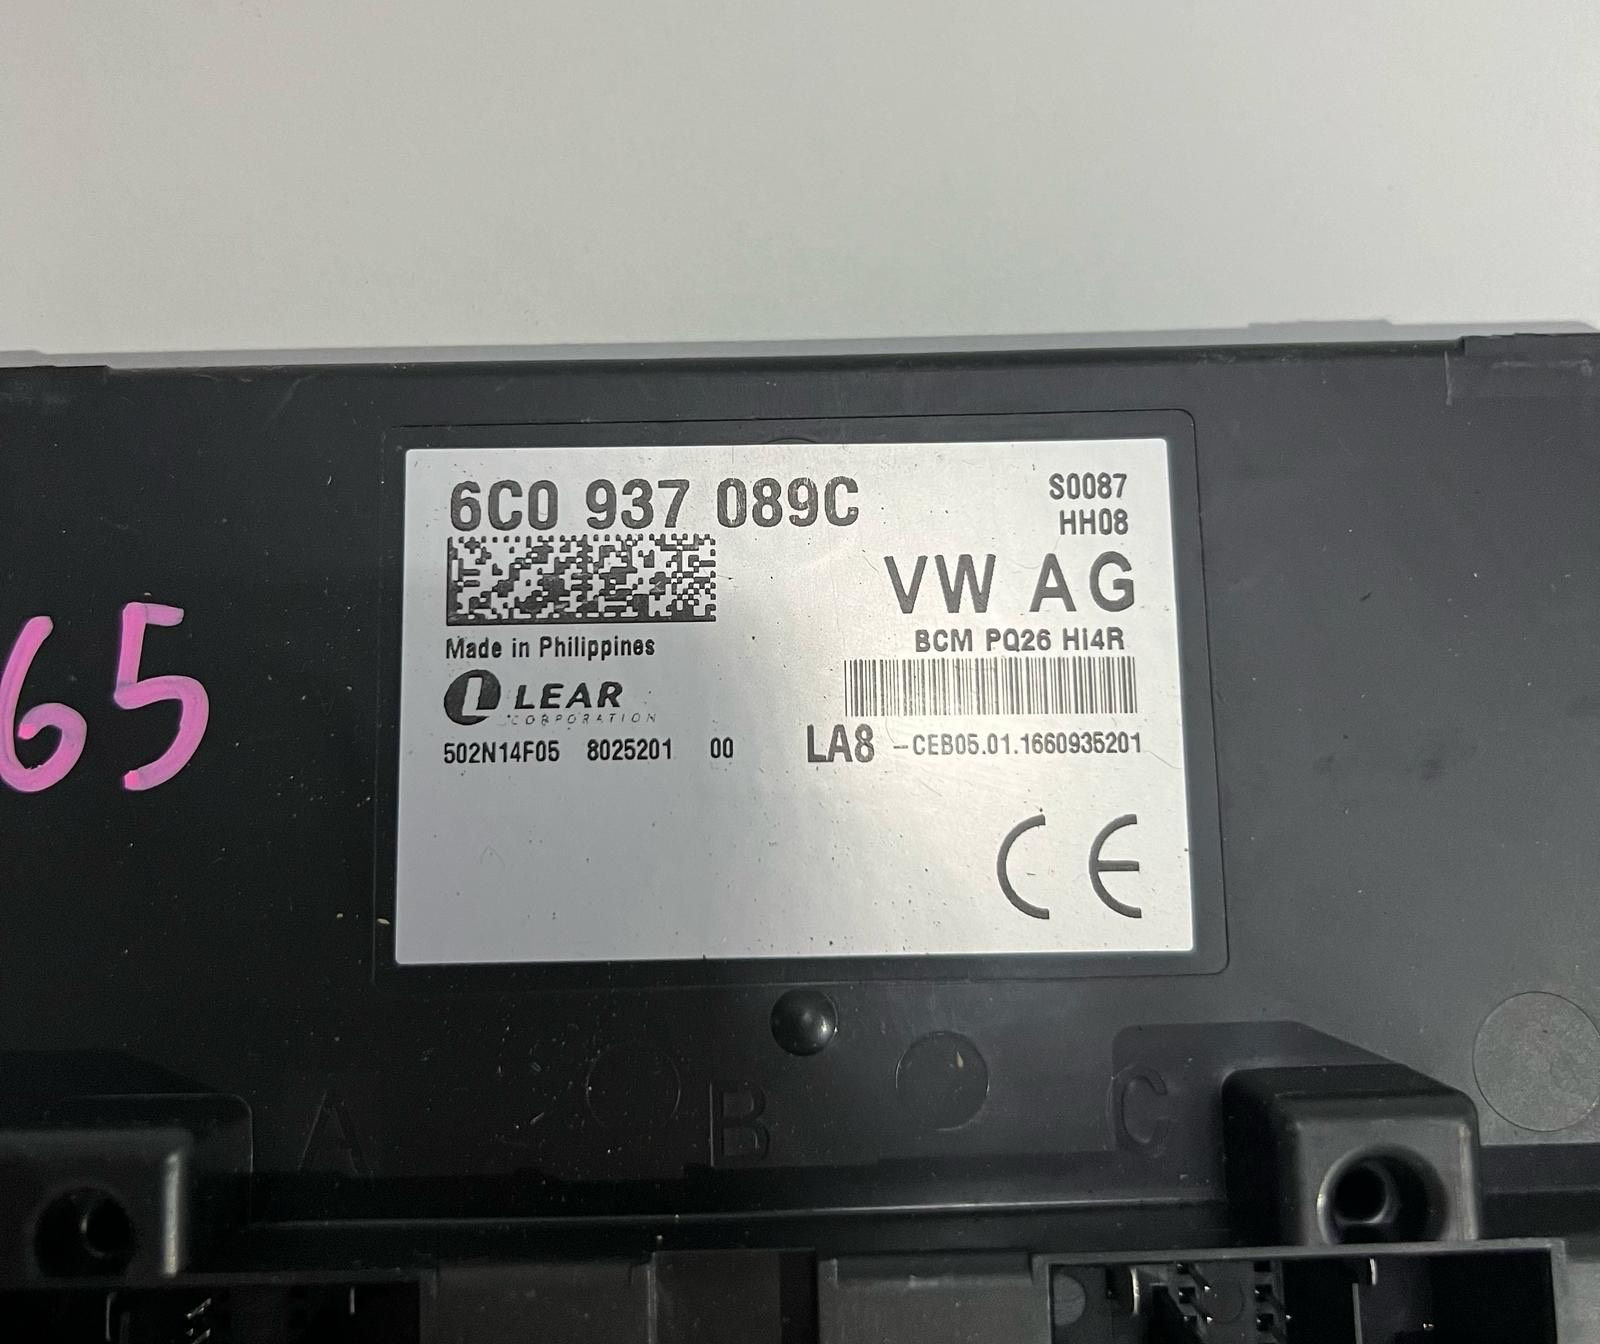 6C0 937 089C
S0087
HH08
VW AG
BCM PQ26 Hi4R
Made in Philippines
LEAR
CORPORATION
502N14F05 8025201 00
LA8 -CEB05.01.1660935201
CE
65
A B C